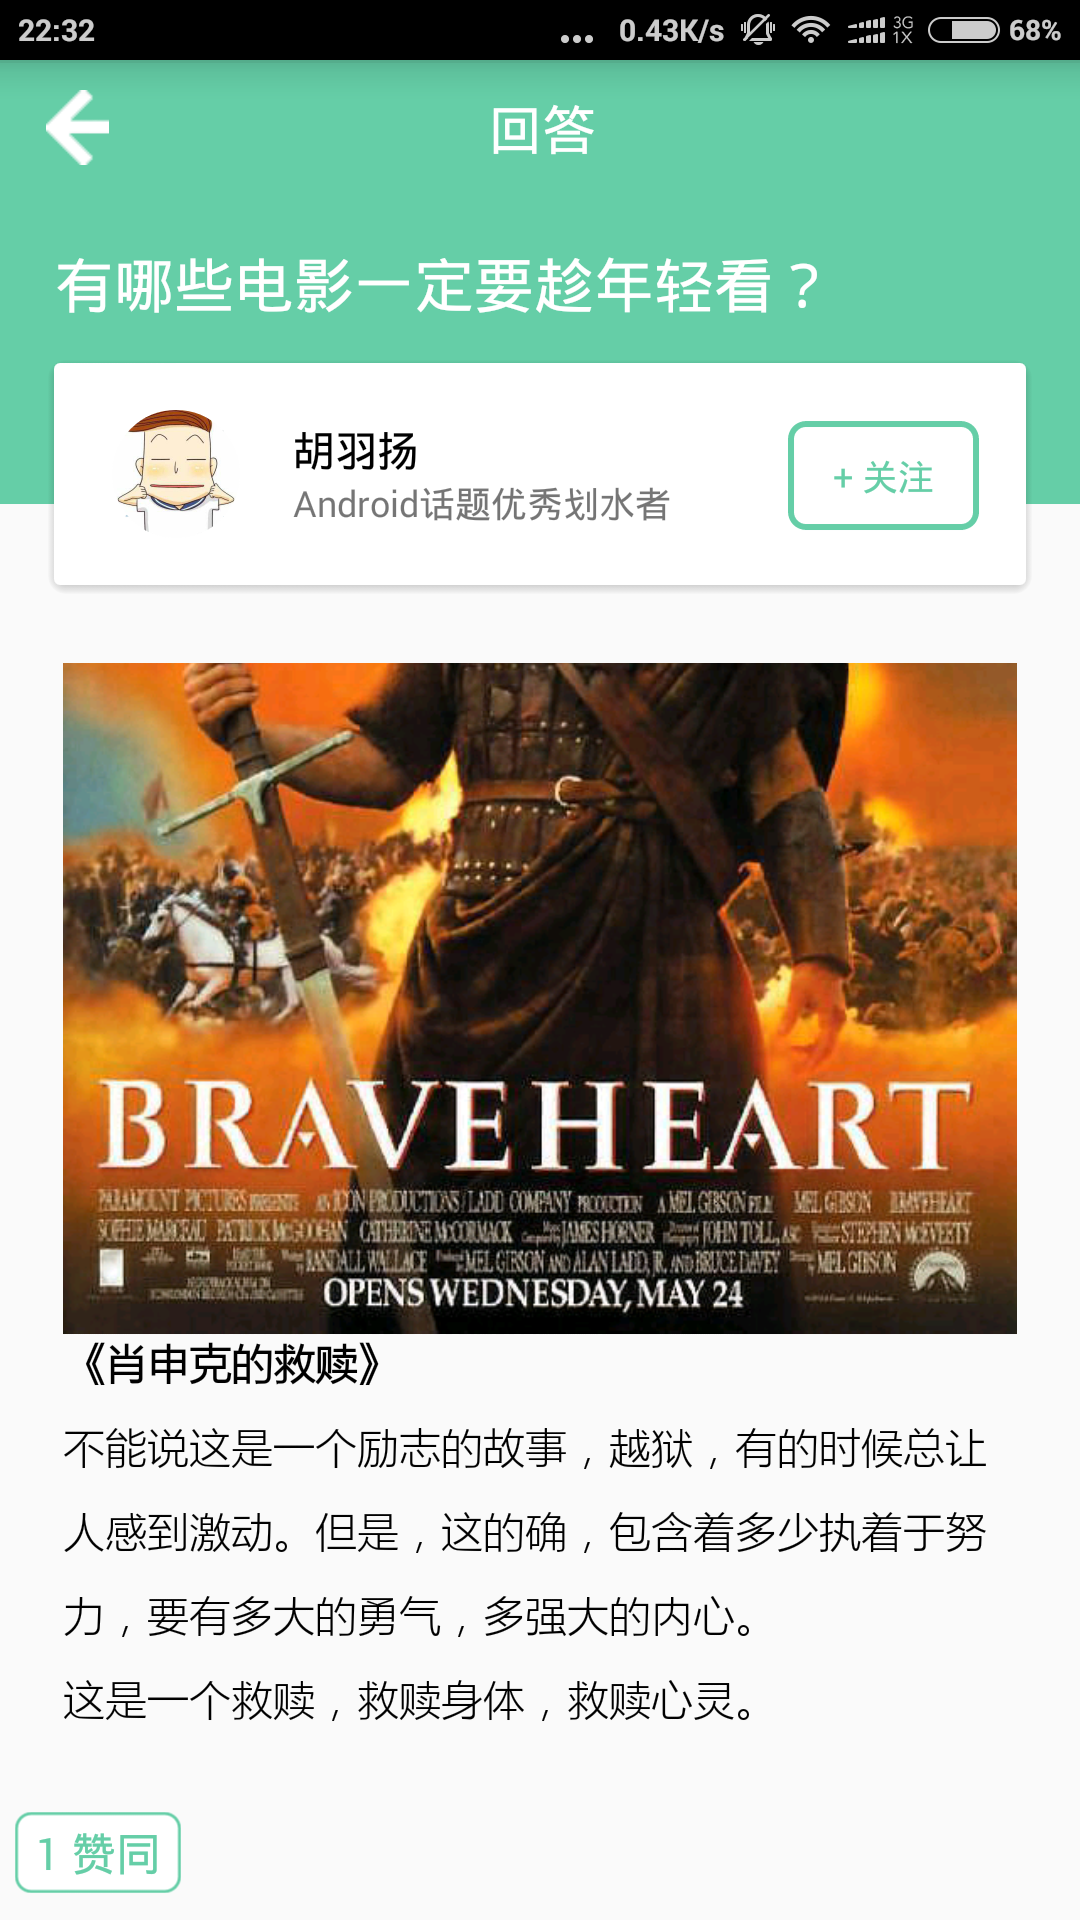 22:32
... 0.43K/s 3G 1X 68%
回答
有哪些电影一定要趁年轻看？
胡羽扬
Android话题优秀划水者
+ 关注
BRAVEHEART
PARAMOUNT PICTURES PRESENTS AN ICON PRODUCTIONS / LADD COMPANY PRODUCTION A MEL GIBSON FILM MEL GIBSON BRAVEHEART
SOPHIE MARCEAU PATRICK McGOOHAN CATHERINE McCORMACK JAMES HORNER JOHN TOLL, ASC STEPHEN McEVEETY
RANDALL WALLACE MEL GIBSON AND ALAN LADD, JR. AND BRUCE DAVEY MEL GIBSON
OPENS WEDNESDAY, MAY 24
《肖申克的救赎》
不能说这是一个励志的故事，越狱，有的时候总让
人感到激动。但是，这的确，包含着多少执着于努
力，要有多大的勇气，多强大的内心。
这是一个救赎，救赎身体，救赎心灵。
1 赞同